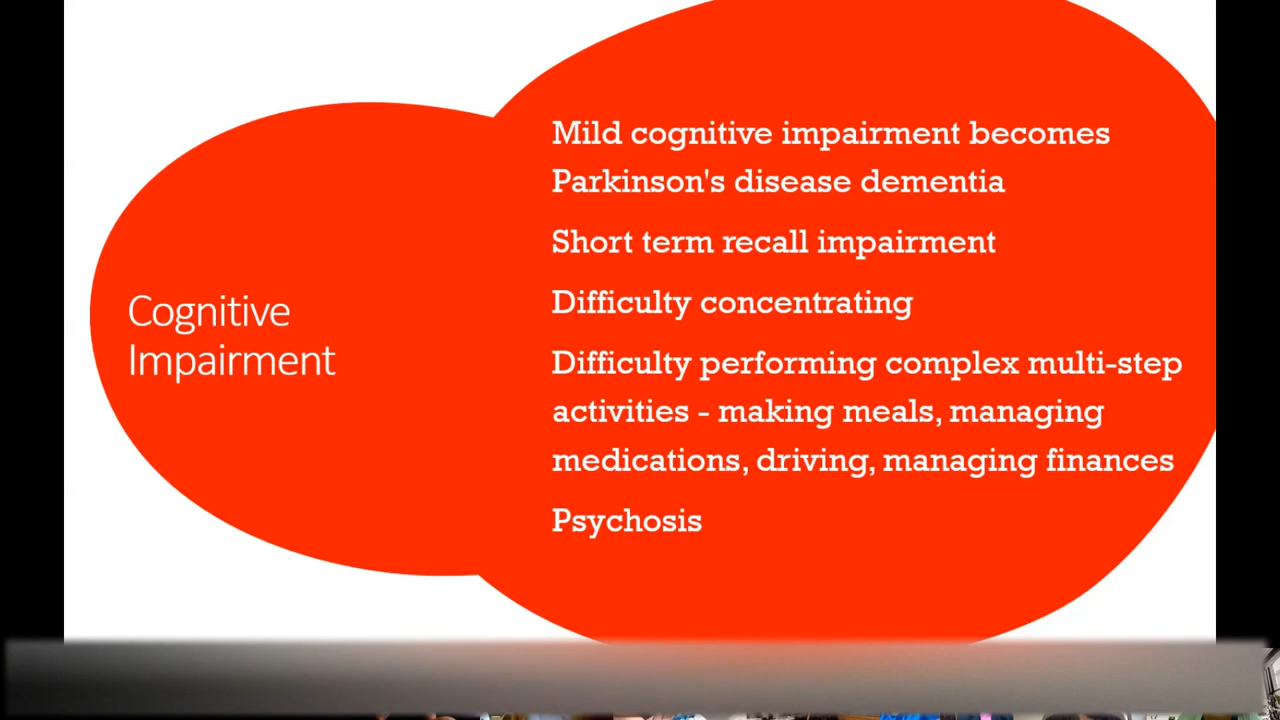 Cognitive
Impairment
Mild cognitive impairment becomes
Parkinson's disease dementia
Short term recall impairment
Difficulty concentrating
Difficulty performing complex multi-step
activities - making meals, managing
medications, driving, managing finances
Psychosis